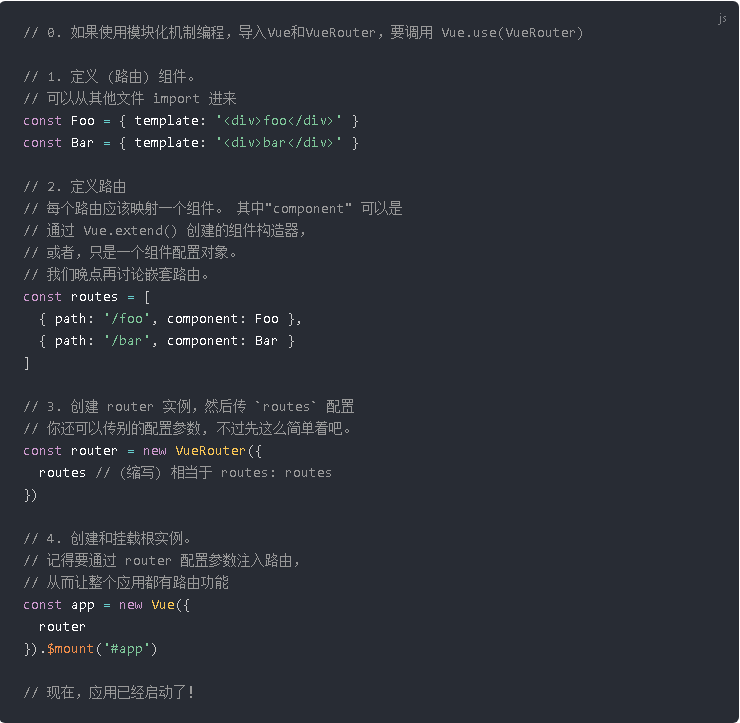 js
// 0. 如果使用模块化机制编程，导入Vue和VueRouter，要调用 Vue.use(VueRouter)
// 1. 定义 (路由) 组件。
// 可以从其他文件 import 进来
const Foo = { template: '<div>foo</div>' }
const Bar = { template: '<div>bar</div>' }
// 2. 定义路由
// 每个路由应该映射一个组件。 其中"component" 可以是
// 通过 Vue.extend() 创建的组件构造器，
// 或者，只是一个组件配置对象。
// 我们晚点再讨论嵌套路由。
const routes = [
  { path: '/foo', component: Foo },
  { path: '/bar', component: Bar }
]
// 3. 创建 router 实例，然后传 `routes` 配置
// 你还可以传别的配置参数, 不过先这么简单着吧。
const router = new VueRouter({
  routes // (缩写) 相当于 routes: routes
})
// 4. 创建和挂载根实例。
// 记得要通过 router 配置参数注入路由，
// 从而让整个应用都有路由功能
const app = new Vue({
  router
}).$mount('#app')
// 现在，应用已经启动了！